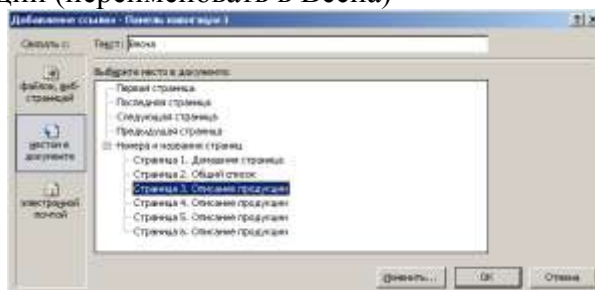 ции (переименовать в Весна)
Добавление ссылки - Панель навигации 1
Связать с:
Текст: Весна
файлом, веб-
страницей
местом в
документе
электронной
почтой
Выберите место в документе:
Первая страница
Последняя страница
Следующая страница
Предыдущая страница
Номера и названия страниц
Страница 1. Домашняя страница
Страница 2. Общий список
Страница 3. Описание продукции
Страница 4. Описание продукции
Страница 5. Описание продукции
Страница 6. Описание продукции
Изменить...
ОК
Отмена